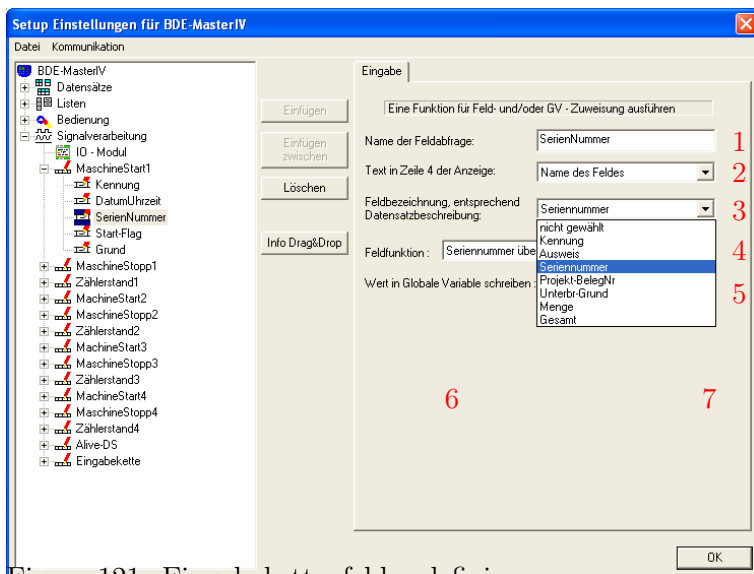 Setup Einstellungen für BDE-MasterIV
Datei Kommunikation
BDE-MasterIV
Datensätze
Listen
Bedienung
Signalverarbeitung
IO - Modul
MaschineStart1
Kennung
DatumUhrzeit
SerienNummer
Start-Flag
Grund
MaschineStopp1
Zählerstand1
MachineStart2
MaschineStopp2
Zählerstand2
MachineStart3
MaschineStopp3
Zählerstand3
MachineStart4
MaschineStopp4
Zählerstand4
Alive-DS
Eingabekette
Einfügen
Einfügen
zwischen
Löschen
Info Drag&Drop
Eingabe
Eine Funktion für Feld- und/oder GV - Zuweisung ausführen
Name der Feldabfrage: SerienNummer 1
Text in Zeile 4 der Anzeige: Name des Feldes 2
Feldbezeichnung, entsprechend
Datensatzbeschreibung: Seriennummer 3
nicht gewählt
Kennung
Ausweis
Seriennummer
Projekt-BelegNr
Unterbr-Grund
Menge
Gesamt
Feldfunktion : Seriennummer übe 4
Wert in Globale Variable schreiben : 5
6 7
OK